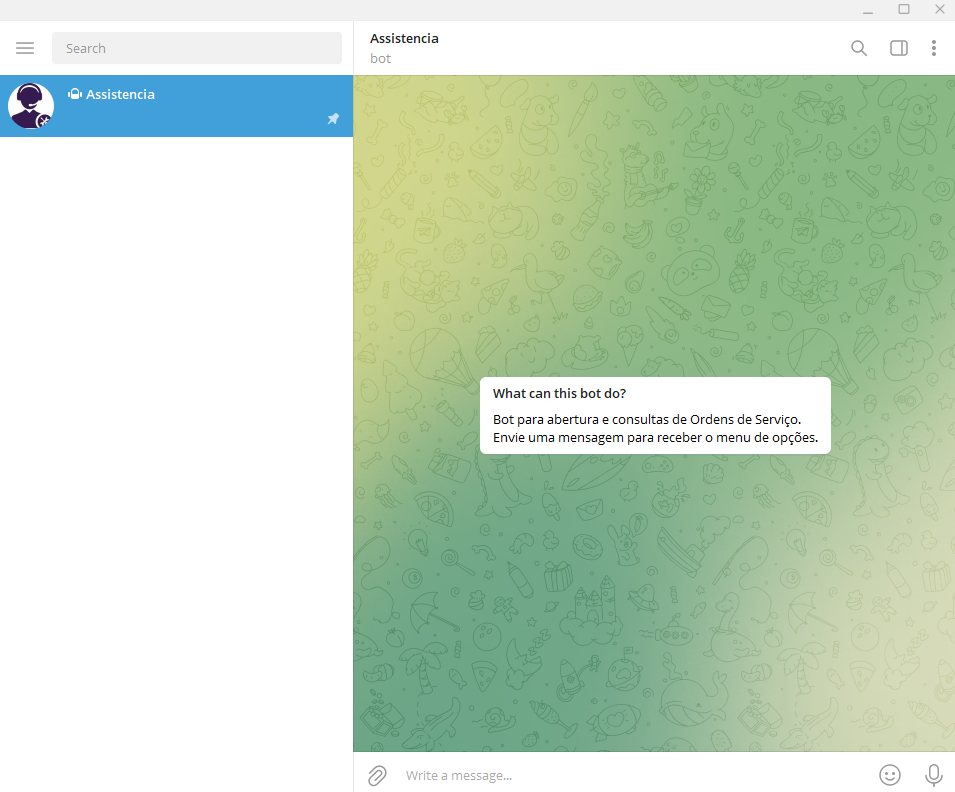 Search
Assistencia
bot
Assistencia
What can this bot do?
Bot para abertura e consultas de Ordens de Serviço.
Envie uma mensagem para receber o menu de opções.
Write a message...